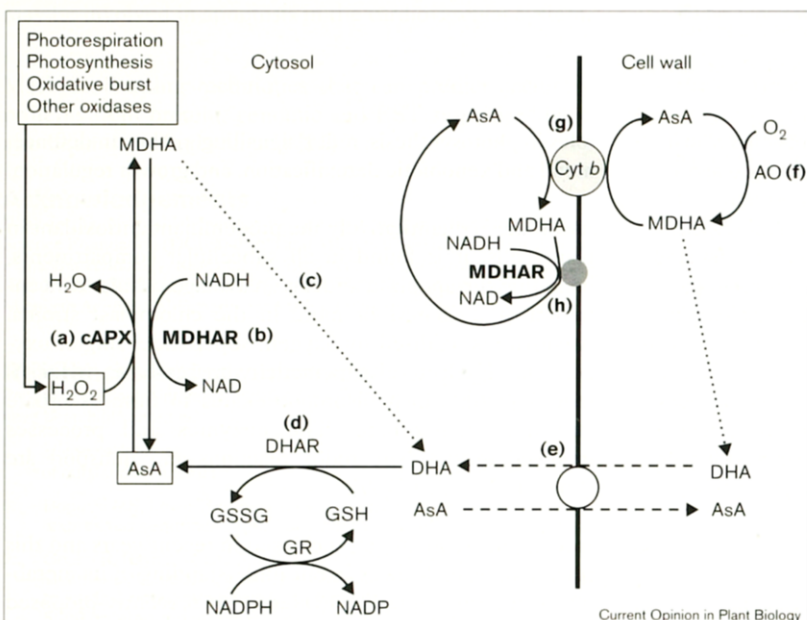 Photorespiration
Photosynthesis
Oxidative burst
Other oxidases
Cytosol
Cell wall
MDHA
H₂O
NADH
(c)
(a) cAPX
MDHAR (b)
H₂O₂
NAD
AsA
(d)
DHAR
DHA
GSSG
GSH
AsA
GR
NADPH
NADP
AsA
(g)
AsA
O₂
Cyt b
AO (f)
MDHA
MDHA
NADH
MDHAR
NAD
(h)
(e)
DHA
AsA
Current Opinion in Plant Biology